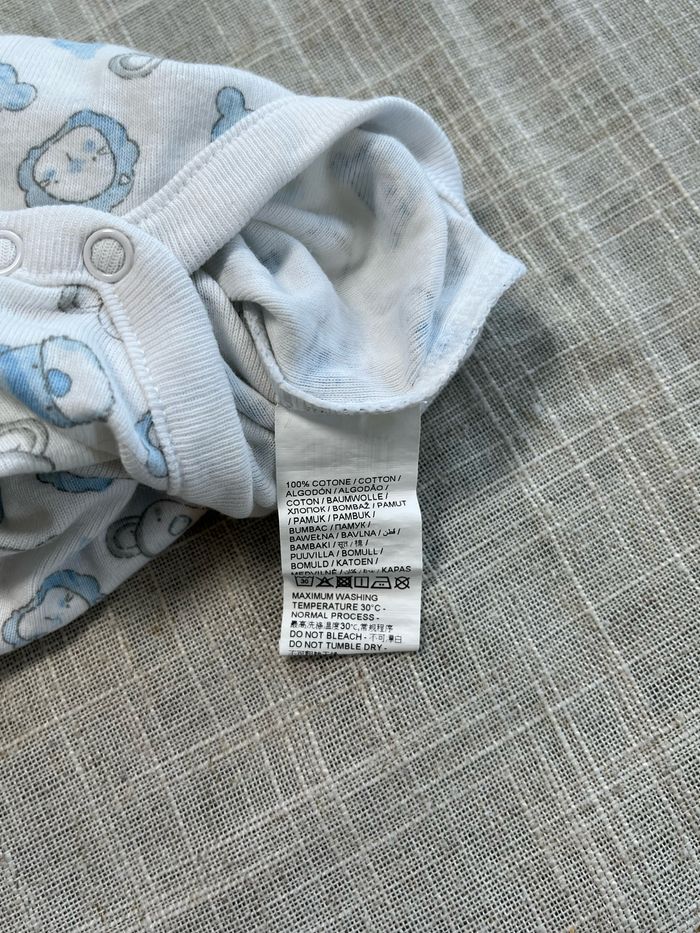 100% COTONE / COTTON /
ALGODÓN / ALGODÃO /
COTON / BAUMWOLLE /
ХЛОПОК / BOMBAŽ / PAMUT
/ PAMUK / PAMBUK /
BUMBAC / ПАМУК /
BAWEŁNA / BAVLNA / قطن /
BAMBAKI / सूत / 棉 /
PUUVILLA / BOMULL /
BOMULD / KATOEN /
MEDVILNĖ / KAPAS
30
MAXIMUM WASHING
TEMPERATURE 30°C -
NORMAL PROCESS -
最高洗涤温度30℃,常规程序
DO NOT BLEACH - 不可漂白
DO NOT TUMBLE DRY -